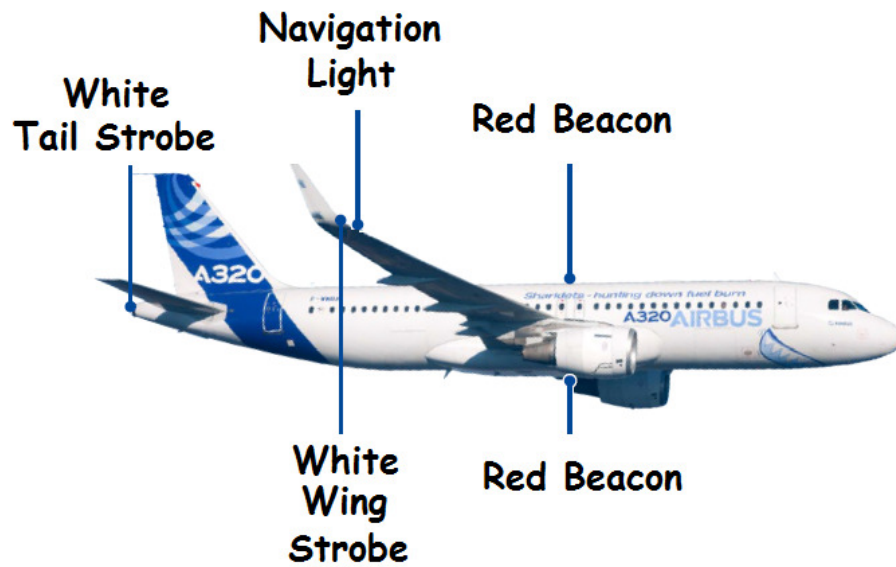 Navigation
Light
White
Tail Strobe
Red Beacon
A320
Sharklets - hunting down fuel burn
A320 AIRBUS
White
Wing
Strobe
Red Beacon